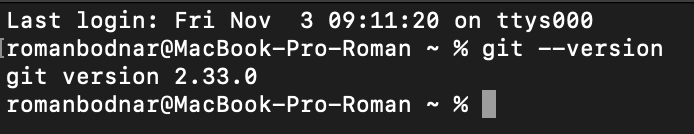 Last login: Fri Nov  3 09:11:20 on ttys000
[romanbodnar@MacBook-Pro-Roman ~ % git --version
git version 2.33.0
romanbodnar@MacBook-Pro-Roman ~ %